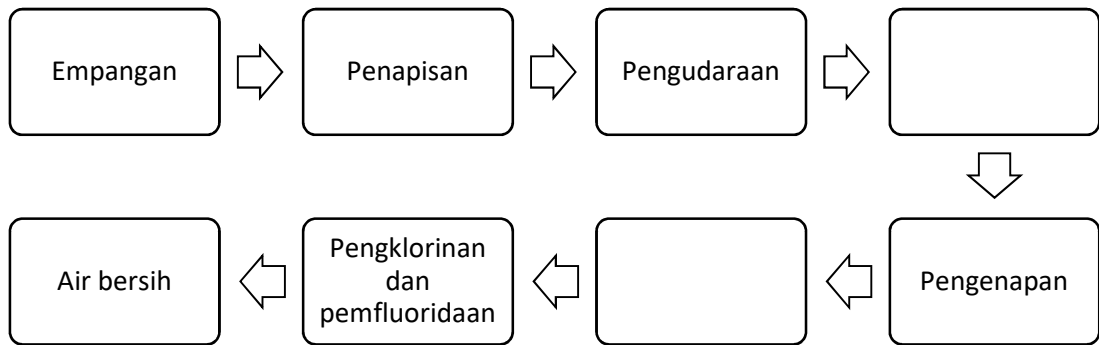 Empangan
Penapisan
Pengudaraan
Pengenapan
Pengklorinan
dan
pemfluoridaan
Air bersih